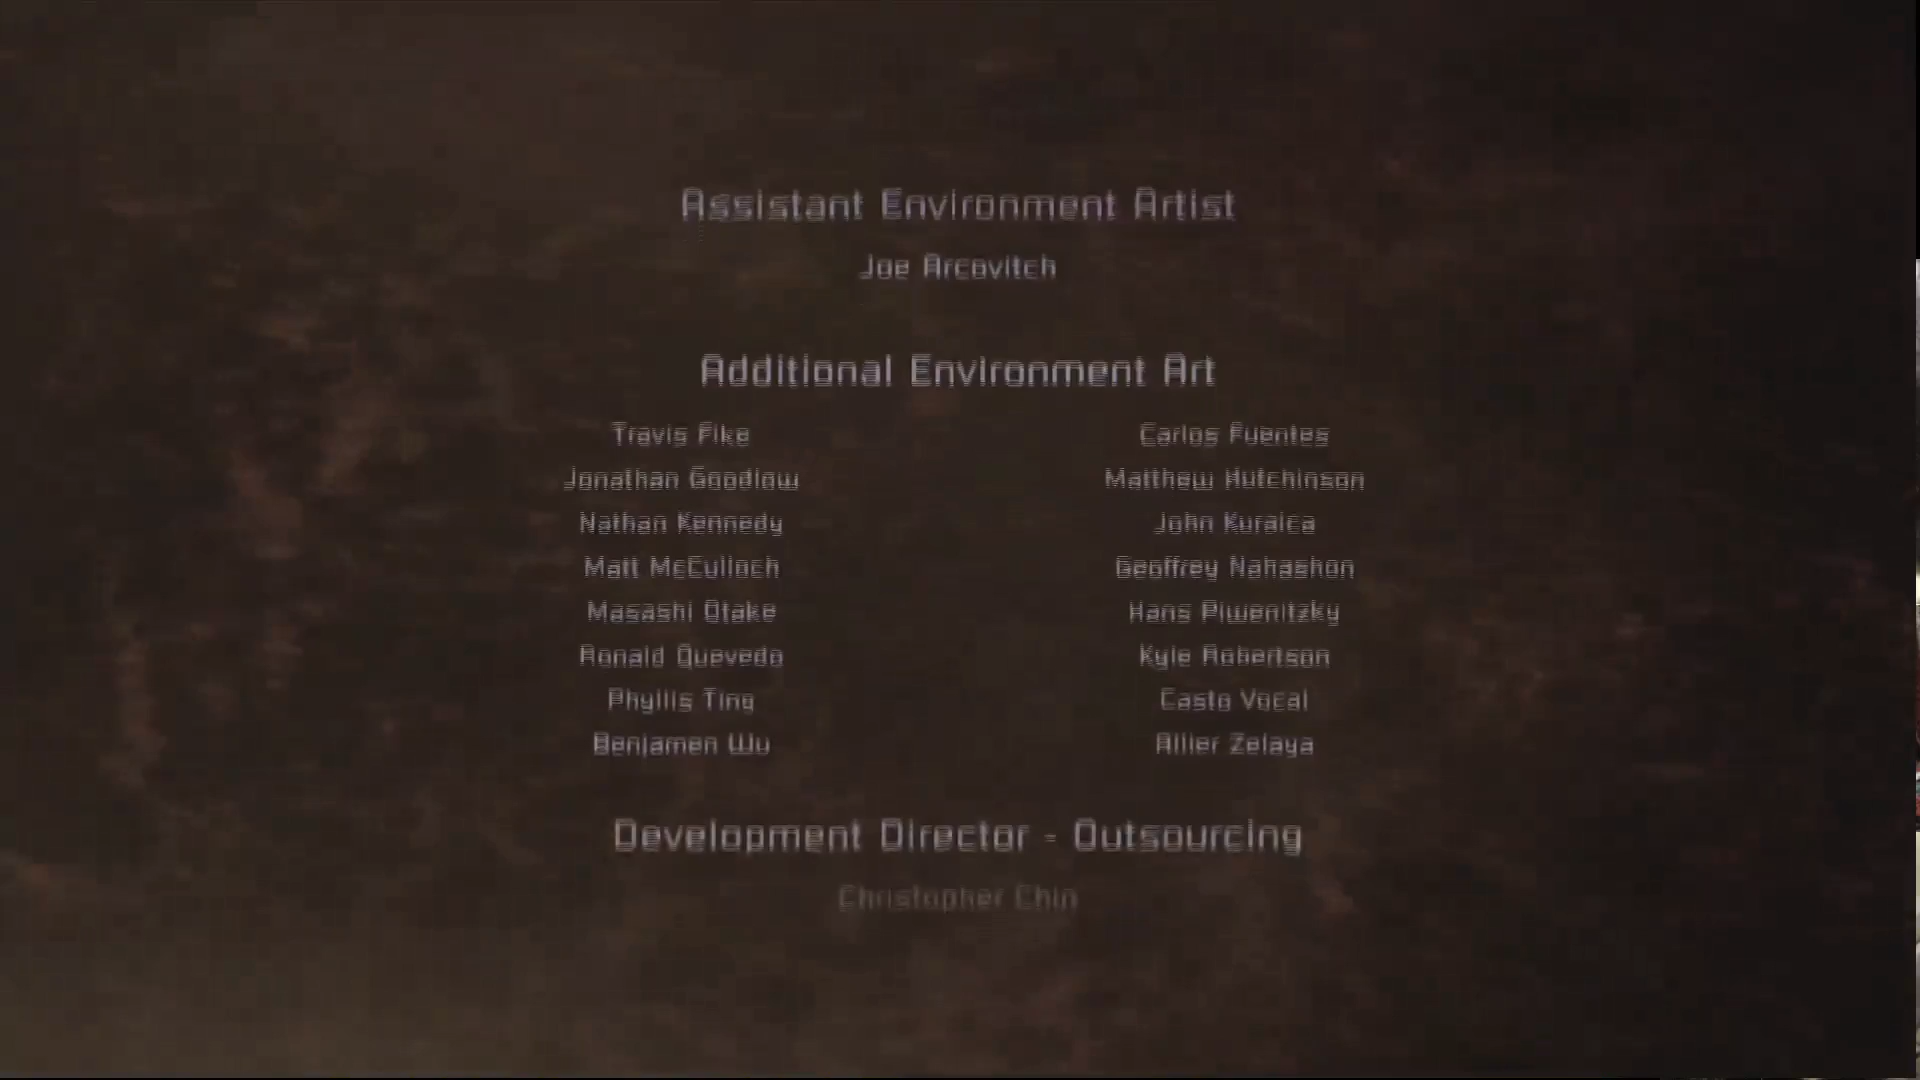 Assistant Environment Artist
Joe Arcovitch
Additional Environment Art
Travis Fike Carlos Fuentes
Jonathan Goodlow Matthew Hutchinson
Nathan Kennedy John Kuraica
Matt McCulloch Geoffrey Nahashon
Masashi Otake Hans Piwenitzky
Ronald Quevedo Kyle Robertson
Phyllis Ting Casto Vocal
Benjamen Wu Allier Zelaya
Development Director - Outsourcing
Christopher Chin